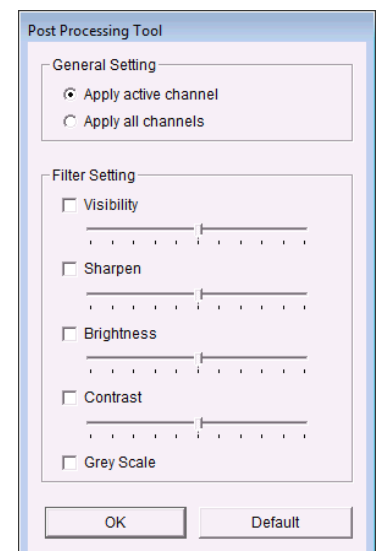 Post Processing Tool
General Setting
Apply active channel
Apply all channels
Filter Setting
Visibility
Sharpen
Brightness
Contrast
Grey Scale
OK Default